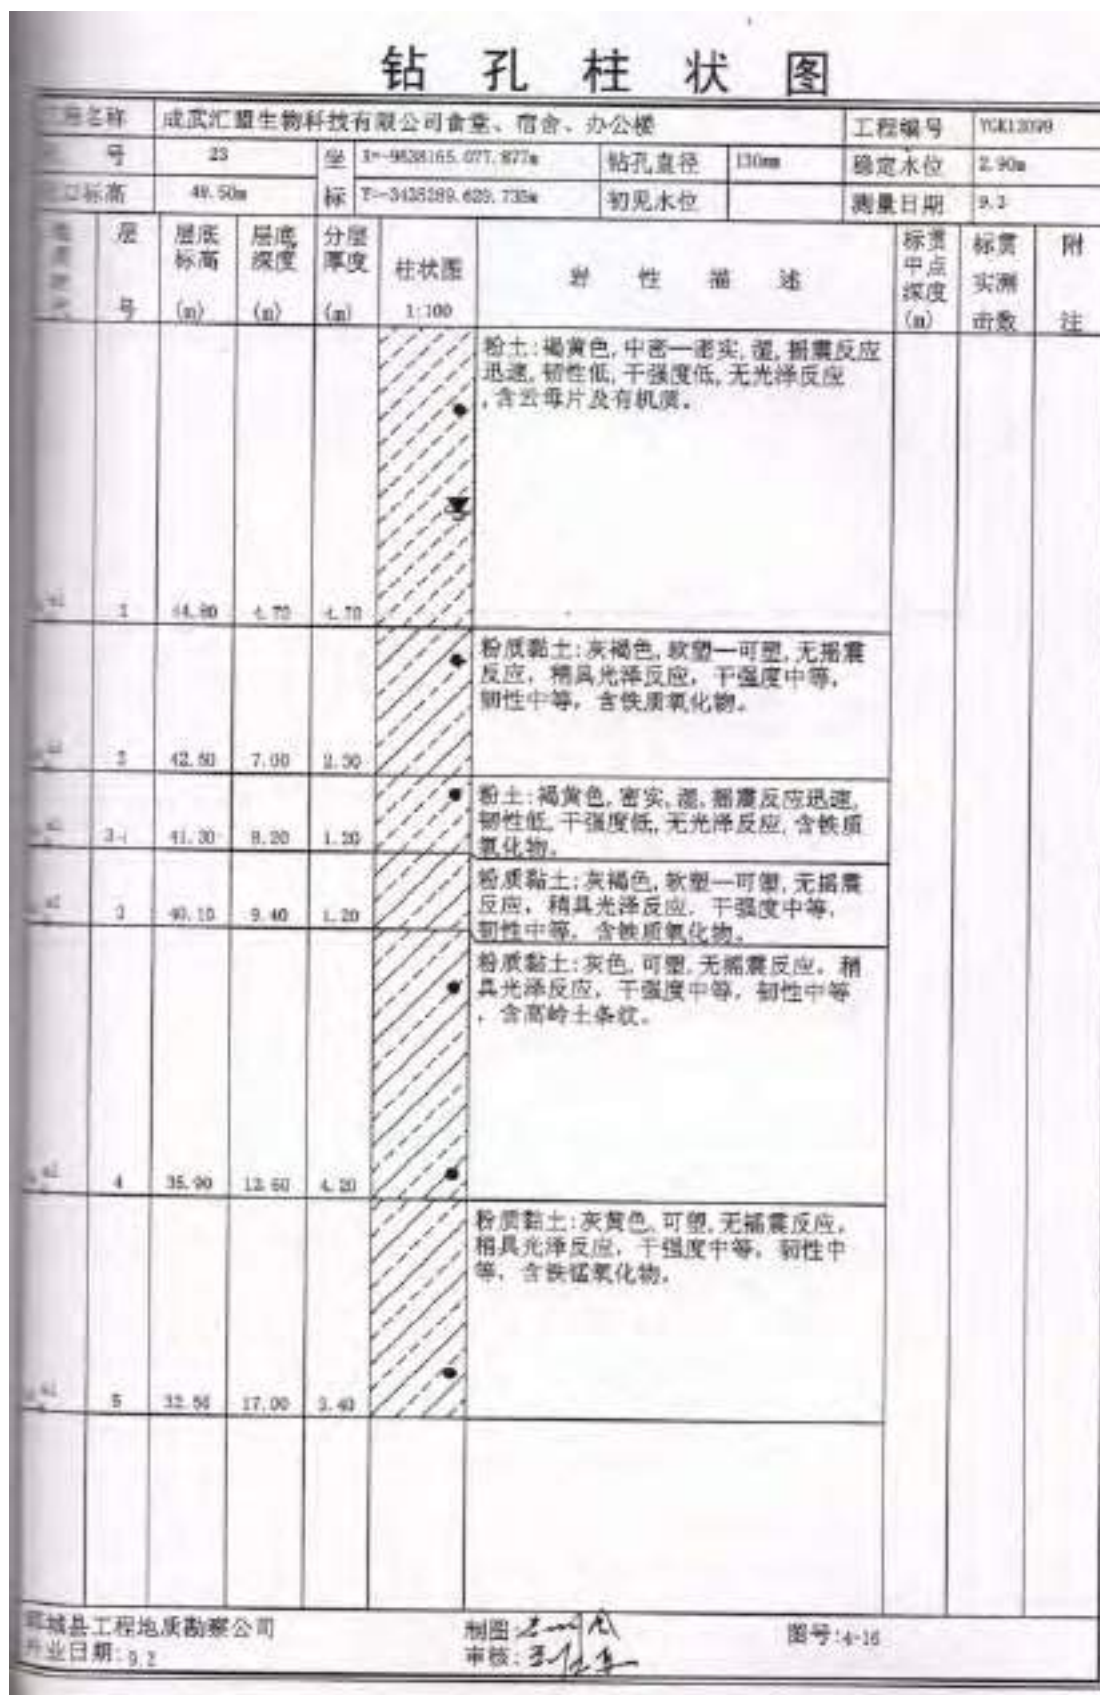 钻孔柱状图
名称 成武汇盟生物科技有限公司食堂、宿舍、办公楼 工程编号 YGK13099
号 23 坐 钻孔直径 130mm 稳定水位 2.90m
标高 49.50m 标 初见水位 测量日期 9.2
层号 层底标高(m) 层底深度(m) 分层厚度(m) 柱状图 1:100 岩性描述 标贯中点深度(m) 标贯实测击数 附注
粉土:褐黄色,中密—密实,湿,摇震反应
迅速,韧性低,干强度低,无光泽反应
,含云母片及有机质。
1 44.80 4.70 4.70
粉质黏土:灰褐色,软塑—可塑,无摇震
反应,稍具光泽反应,干强度中等,
韧性中等,含铁质氧化物。
2 42.50 7.00 2.30
粉土:褐黄色,密实,湿,摇震反应迅速,
韧性低,干强度低,无光泽反应,含铁质
氧化物。
3-1 41.30 8.20 1.20
粉质黏土:灰褐色,软塑—可塑,无摇震
反应,稍具光泽反应,干强度中等,
韧性中等,含铁质氧化物。
3 40.10 9.40 1.20
粉质黏土:灰色,可塑,无摇震反应,稍
具光泽反应,干强度中等,韧性中等
,含高岭土条纹。
4 35.90 13.60 4.20
粉质黏土:灰黄色,可塑,无摇震反应,
稍具光泽反应,干强度中等,韧性中
等,含铁锰氧化物。
5 32.50 17.00 3.40
城县工程地质勘察公司 制图: 图号:4-16
业日期:9.2 审核: